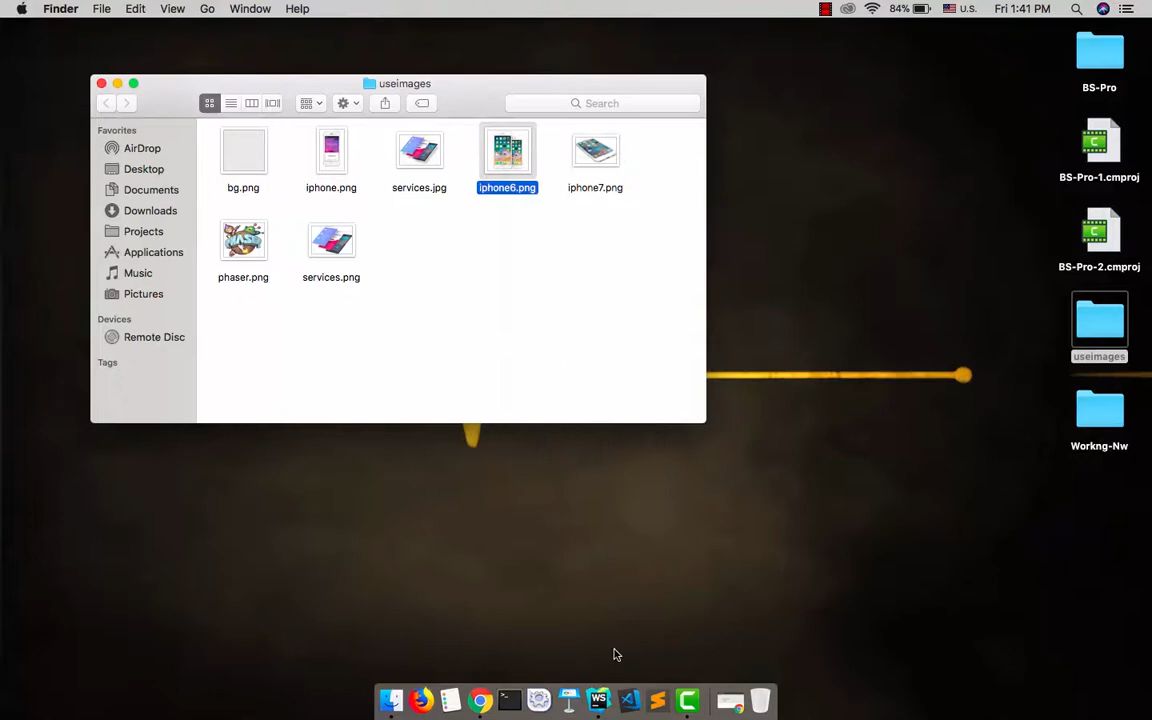 Finder File Edit View Go Window Help 84% U.S. Fri 1:41 PM
useimages
Search
Favorites
AirDrop
Desktop
Documents
Downloads
Projects
Applications
Music
Pictures
Devices
Remote Disc
Tags
bg.png iphone.png services.jpg iphone6.png iphone7.png
phaser.png services.png
BS-Pro
C
BS-Pro-1.cmproj
C
BS-Pro-2.cmproj
useimages
Workng-Nw
WS C